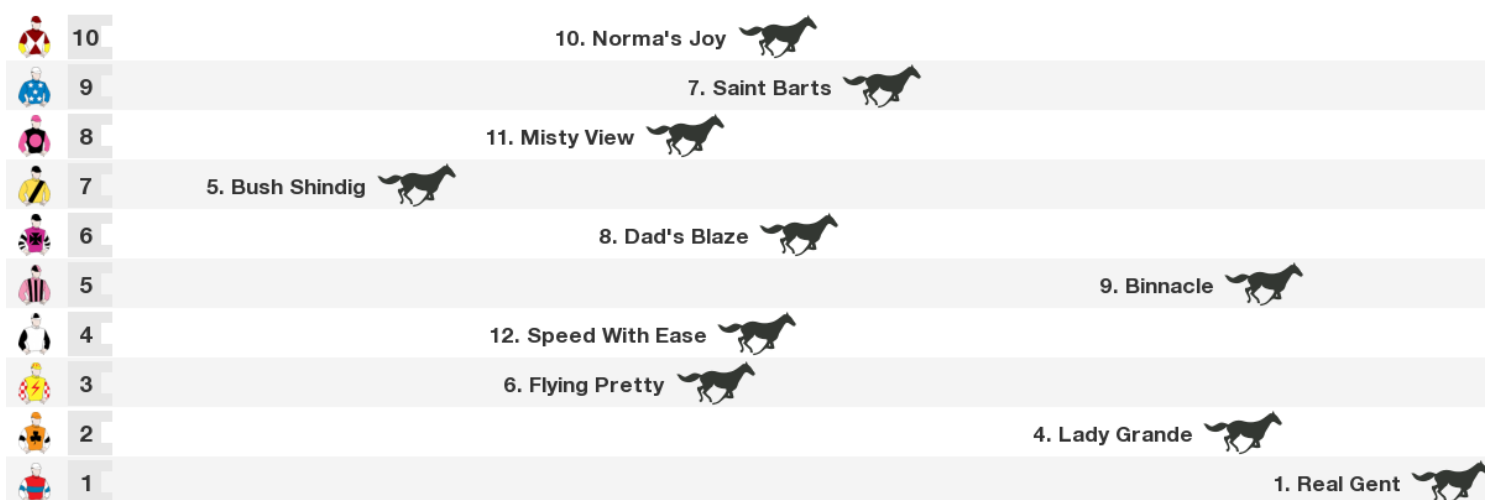 10 10. Norma's Joy
9 7. Saint Barts
8 11. Misty View
7 5. Bush Shindig
6 8. Dad's Blaze
5 9. Binnacle
4 12. Speed With Ease
3 6. Flying Pretty
2 4. Lady Grande
1 1. Real Gent